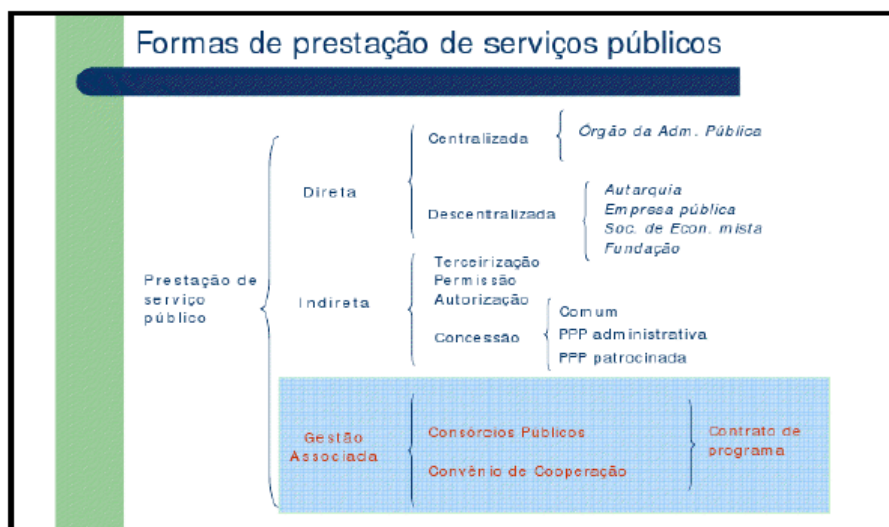 Formas de prestação de serviços públicos
Prestação de
serviço
público
Direta
Centralizada
Órgão da Adm. Pública
Descentralizada
Autarquia
Empresa pública
Soc. de Econ. mista
Fundação
Indireta
Terceirização
Permissão
Autorização
Concessão
Comum
PPP administrativa
PPP patrocinada
Gestão
Associada
Consórcios Públicos
Convênio de Cooperação
Contrato de
programa